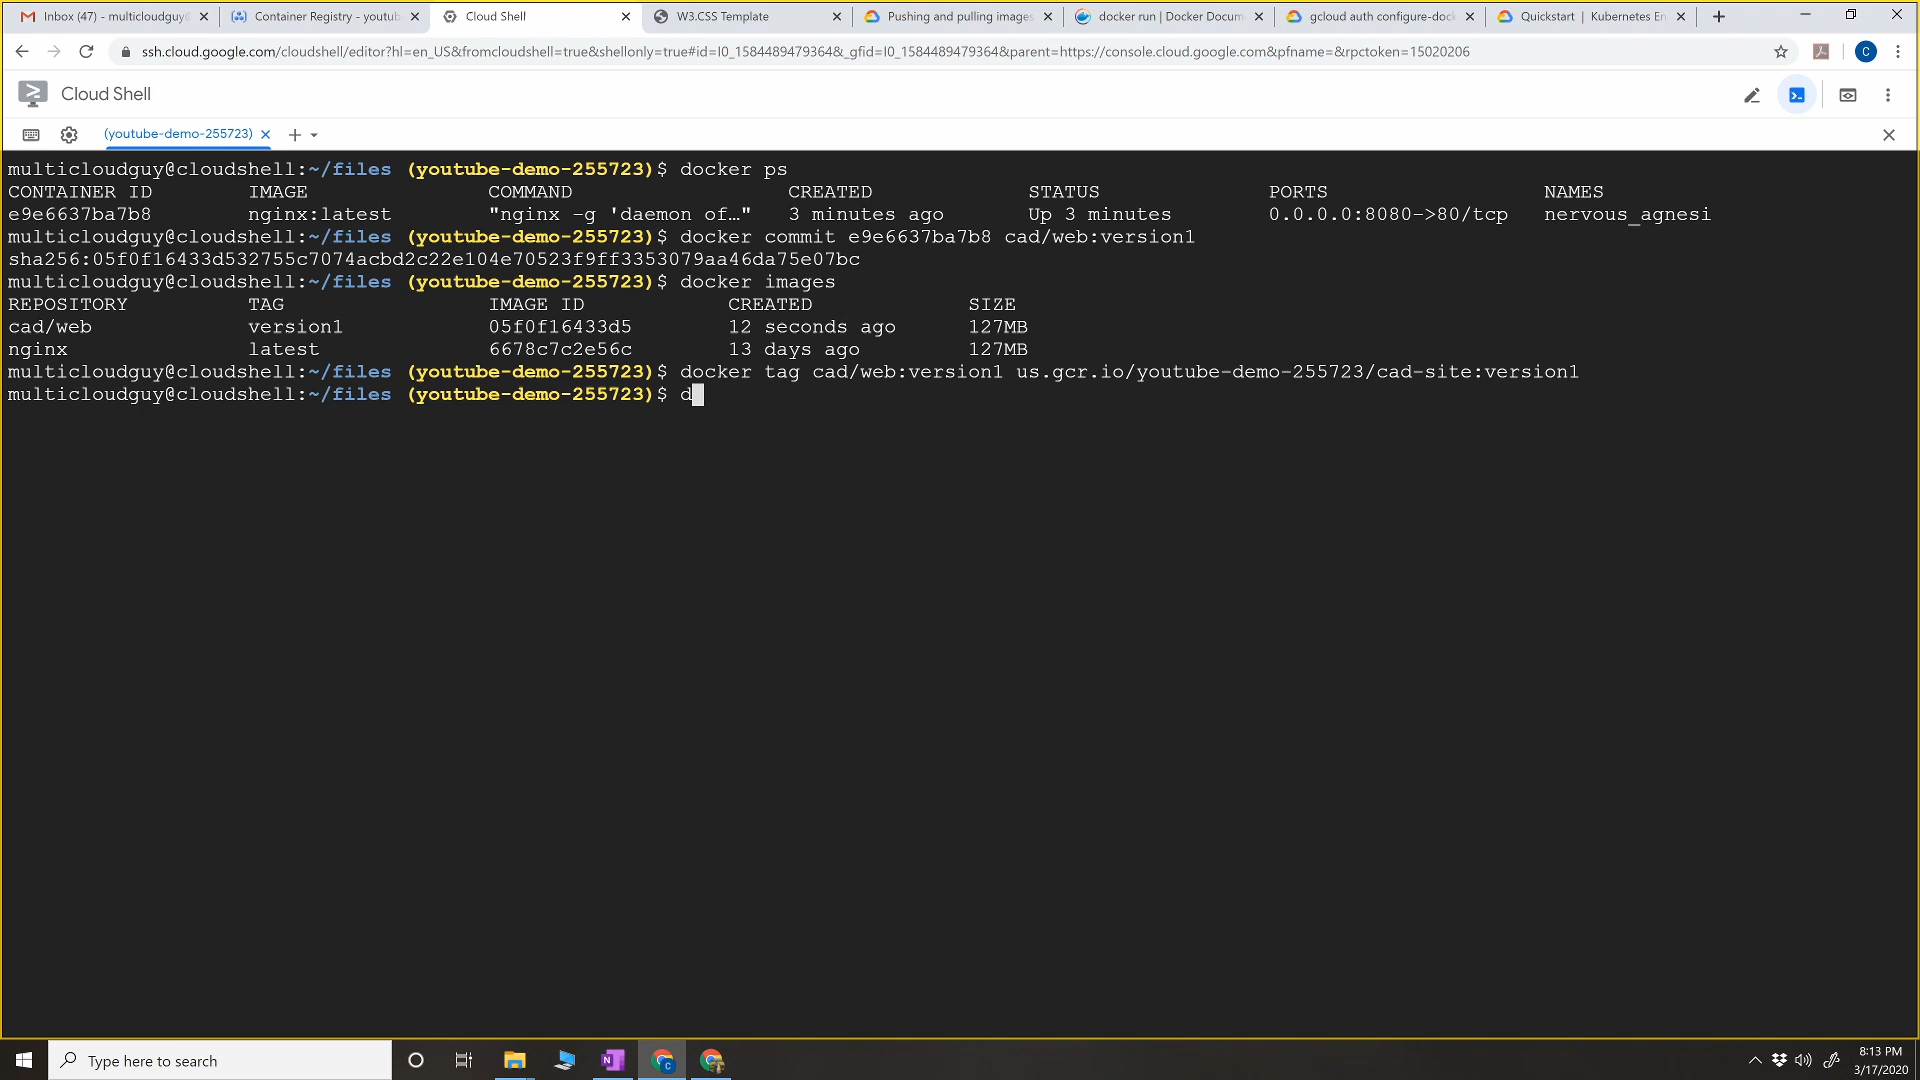 Inbox (47) - multicloudguy@
Container Registry - youtub
Cloud Shell
W3.CSS Template
Pushing and pulling images
docker run | Docker Docum
gcloud auth configure-doc
Quickstart | Kubernetes En
ssh.cloud.google.com/cloudshell/editor?hl=en_US&fromcloudshell=true&shellonly=true#id=I0_1584489479364&_gfid=I0_1584489479364&parent=https://console.cloud.google.com&pfname=&rpctoken=15020206
C
Cloud Shell
(youtube-demo-255723)
multicloudguy@cloudshell:~/files (youtube-demo-255723)$ docker ps
CONTAINER ID IMAGE COMMAND CREATED STATUS PORTS NAMES
e9e6637ba7b8 nginx:latest "nginx -g 'daemon of…" 3 minutes ago Up 3 minutes 0.0.0.0:8080->80/tcp nervous_agnesi
multicloudguy@cloudshell:~/files (youtube-demo-255723)$ docker commit e9e6637ba7b8 cad/web:version1
sha256:05f0f16433d532755c7074acbd2c22e104e70523f9ff3353079aa46da75e07bc
multicloudguy@cloudshell:~/files (youtube-demo-255723)$ docker images
REPOSITORY TAG IMAGE ID CREATED SIZE
cad/web version1 05f0f16433d5 12 seconds ago 127MB
nginx latest 6678c7c2e56c 13 days ago 127MB
multicloudguy@cloudshell:~/files (youtube-demo-255723)$ docker tag cad/web:version1 us.gcr.io/youtube-demo-255723/cad-site:version1
multicloudguy@cloudshell:~/files (youtube-demo-255723)$ d
Type here to search
8:13 PM
3/17/2020